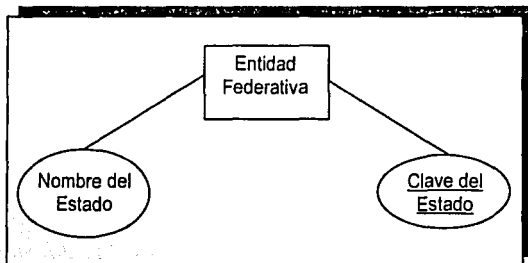 Entidad
Federativa
Nombre del
Estado
Clave del
Estado